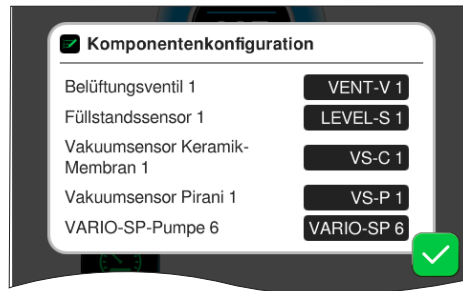 Komponentenkonfiguration
Belüftungsventil 1 VENT-V 1
Füllstandssensor 1 LEVEL-S 1
Vakuumsensor Keramik-
Membran 1 VS-C 1
Vakuumsensor Pirani 1 VS-P 1
VARIO-SP-Pumpe 6 VARIO-SP 6